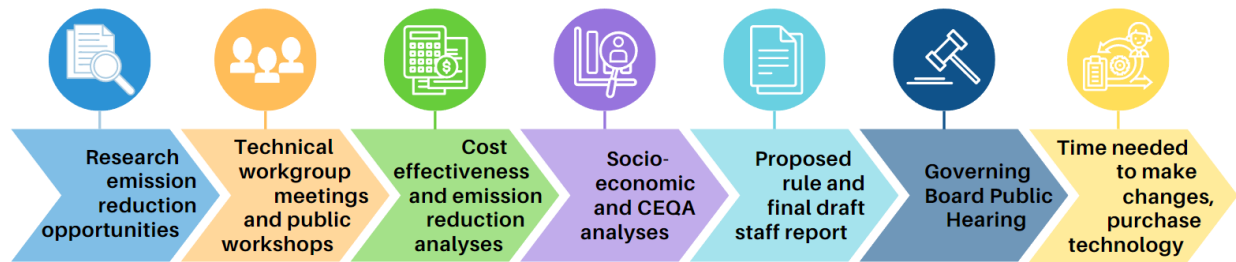 Research
emission
reduction
opportunities
Technical
workgroup
meetings
and public
workshops
Cost
effectiveness
and emission
reduction
analyses
Socio-
economic
and CEQA
analyses
Proposed
rule and
final draft
staff report
Governing
Board Public
Hearing
Time needed
to make
changes,
purchase
technology